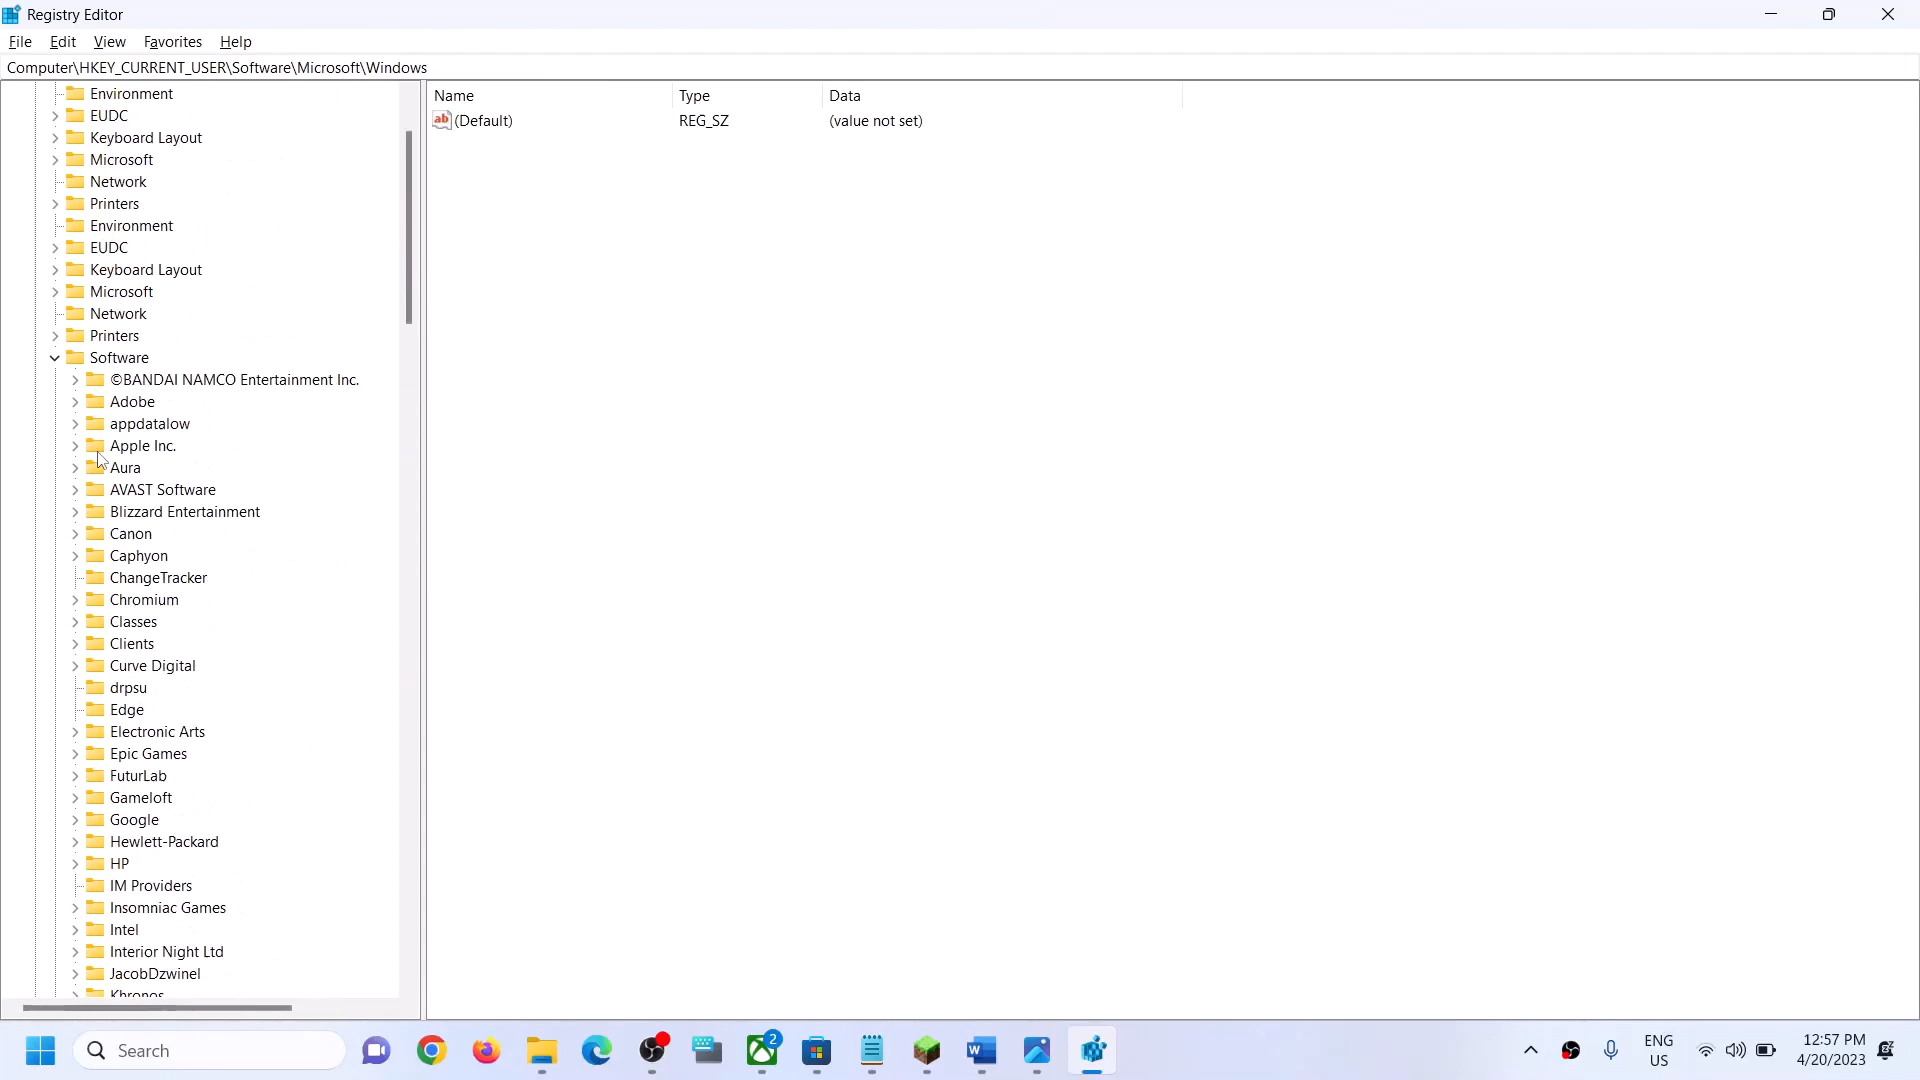 Registry Editor
File Edit View Favorites Help
Computer\HKEY_CURRENT_USER\Software\Microsoft\Windows
Name Type Data
ab (Default) REG_SZ (value not set)
Environment
EUDC
Keyboard Layout
Microsoft
Network
Printers
Environment
EUDC
Keyboard Layout
Microsoft
Network
Printers
Software
©BANDAI NAMCO Entertainment Inc.
Adobe
appdatalow
Apple Inc.
Aura
AVAST Software
Blizzard Entertainment
Canon
Caphyon
ChangeTracker
Chromium
Classes
Clients
Curve Digital
drpsu
Edge
Electronic Arts
Epic Games
FuturLab
Gameloft
Google
Hewlett-Packard
HP
IM Providers
Insomniac Games
Intel
Interior Night Ltd
JacobDzwinel
Khronos
Search
2
W
ENG
US
12:57 PM
4/20/2023